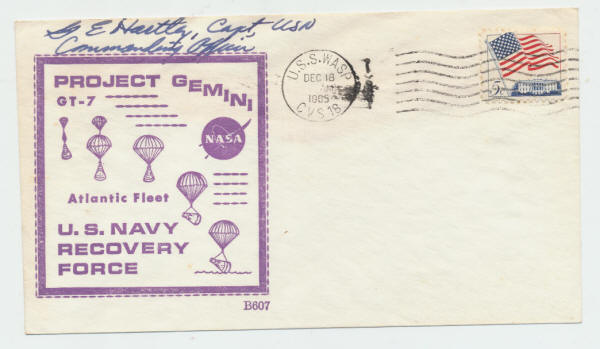 G E Hartley, Capt, USN
Commanding Officer
PROJECT GEMINI
GT-7
NASA
Atlantic Fleet
U.S. NAVY
RECOVERY
FORCE
B607
U.S.S. WASP
DEC 18
1965
C.V.S. 18
5c